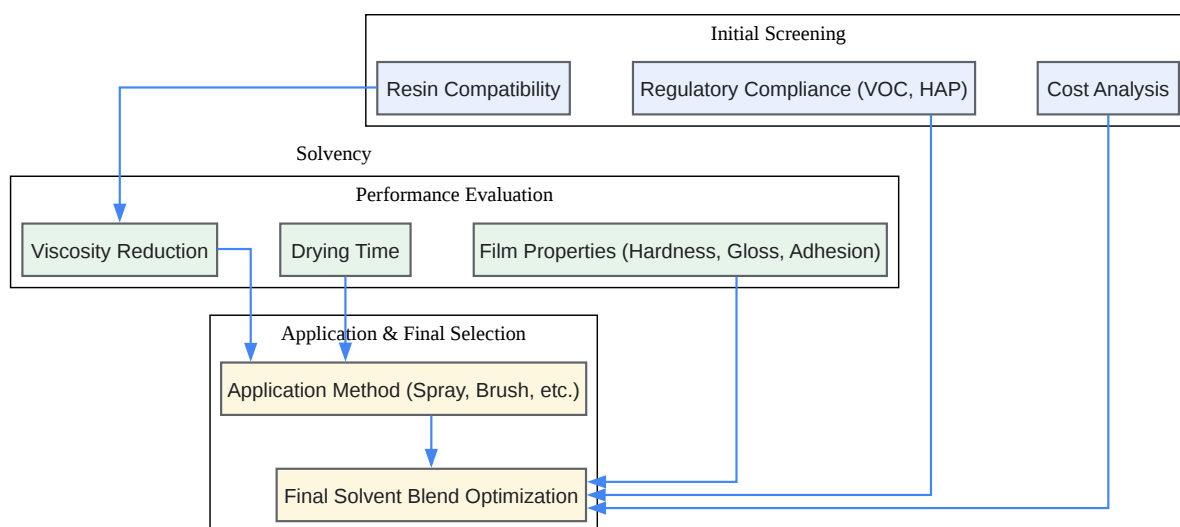 Initial Screening
Resin Compatibility
Regulatory Compliance (VOC, HAP)
Cost Analysis
Solvency
Performance Evaluation
Viscosity Reduction
Drying Time
Film Properties (Hardness, Gloss, Adhesion)
Application & Final Selection
Application Method (Spray, Brush, etc.)
Final Solvent Blend Optimization